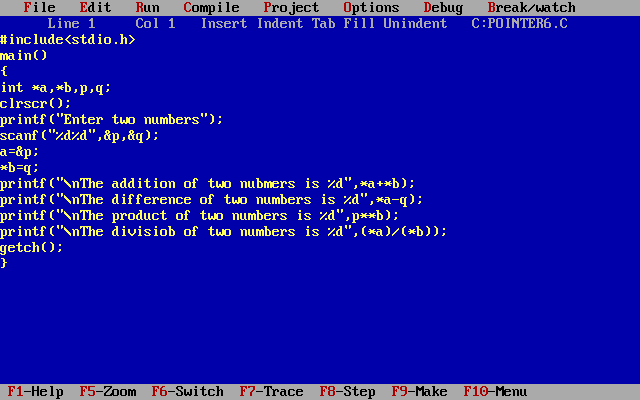 File Edit Run Compile Project Options Debug Break/watch
Line 1 Col 1 Insert Indent Tab Fill Unindent C:POINTER6.C
#include<stdio.h>
main()
{
int *a,*b,p,q;
clrscr();
printf("Enter two numbers");
scanf("%d%d",&p,&q);
a=&p;
*b=q;
printf("\nThe addition of two nubmers is %d",*a+*b);
printf("\nThe difference of two numbers is %d",*a-q);
printf("\nThe product of two numbers is %d",p**b);
printf("\nThe divisiob of two numbers is %d",(*a)/(*b));
getch();
}
F1-Help F5-Zoom F6-Switch F7-Trace F8-Step F9-Make F10-Menu